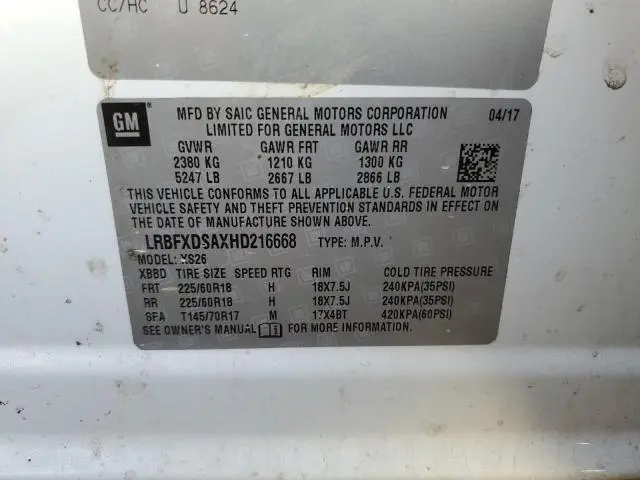 CC/HC U 8624
GM
MFD BY SAIC GENERAL MOTORS CORPORATION 04/17
LIMITED FOR GENERAL MOTORS LLC
GVWR GAWR FRT GAWR RR
2380 KG 1210 KG 1300 KG
5247 LB 2667 LB 2866 LB
THIS VEHICLE CONFORMS TO ALL APPLICABLE U.S. FEDERAL MOTOR
VEHICLE SAFETY AND THEFT PREVENTION STANDARDS IN EFFECT ON
THE DATE OF MANUFACTURE SHOWN ABOVE.
LRBFXDSAXHD216668 TYPE: M.P.V.
MODEL: XS26
XBBD TIRE SIZE SPEED RTG RIM COLD TIRE PRESSURE
FRT 225/60R18 H 18X7.5J 240KPA(35PSI)
RR 225/60R18 H 18X7.5J 240KPA(35PSI)
SFA T145/70R17 M 17X4BT 420KPA(60PSI)
SEE OWNER'S MANUAL FOR MORE INFORMATION.